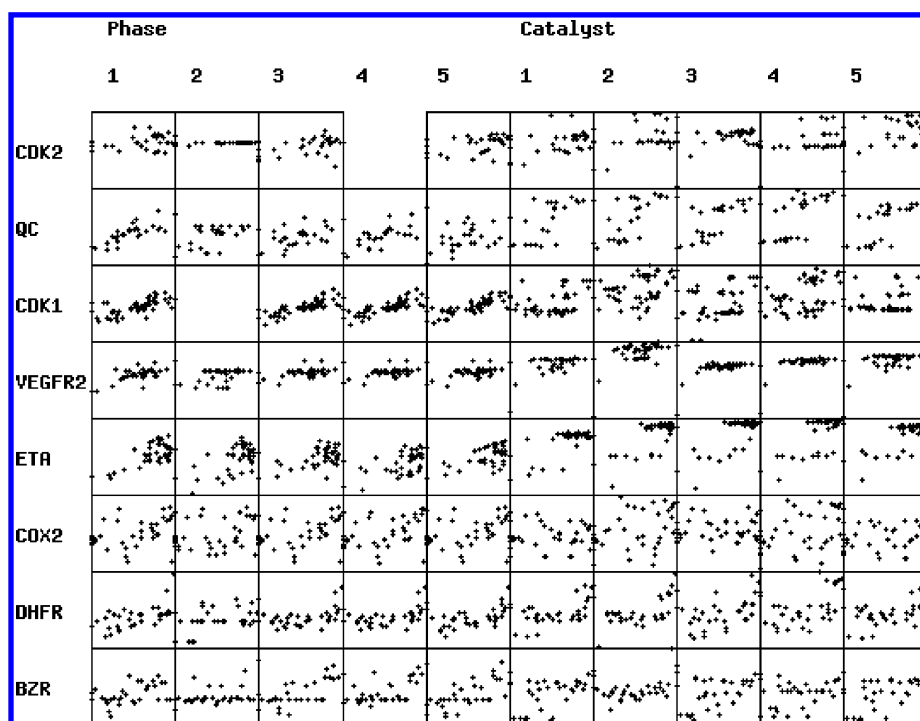 Phase Catalyst
1 2 3 4 5 1 2 3 4 5
CDK2
QC
CDK1
VEGFR2
ETA
COX2
DHFR
BZR